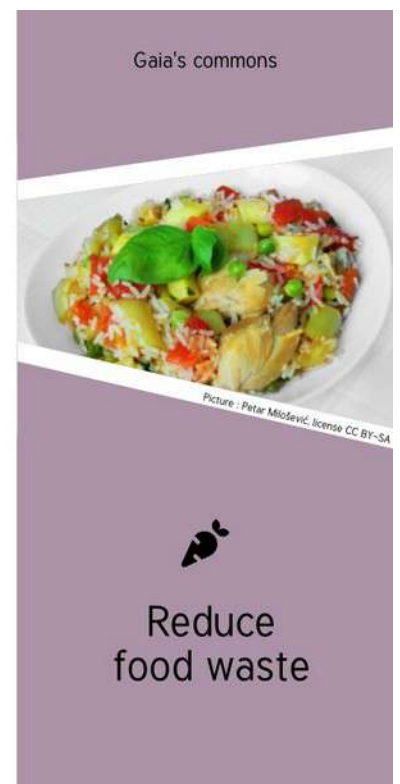 Gaia's commons
Picture : Petar Milošević, license CC BY-SA
Reduce
food waste